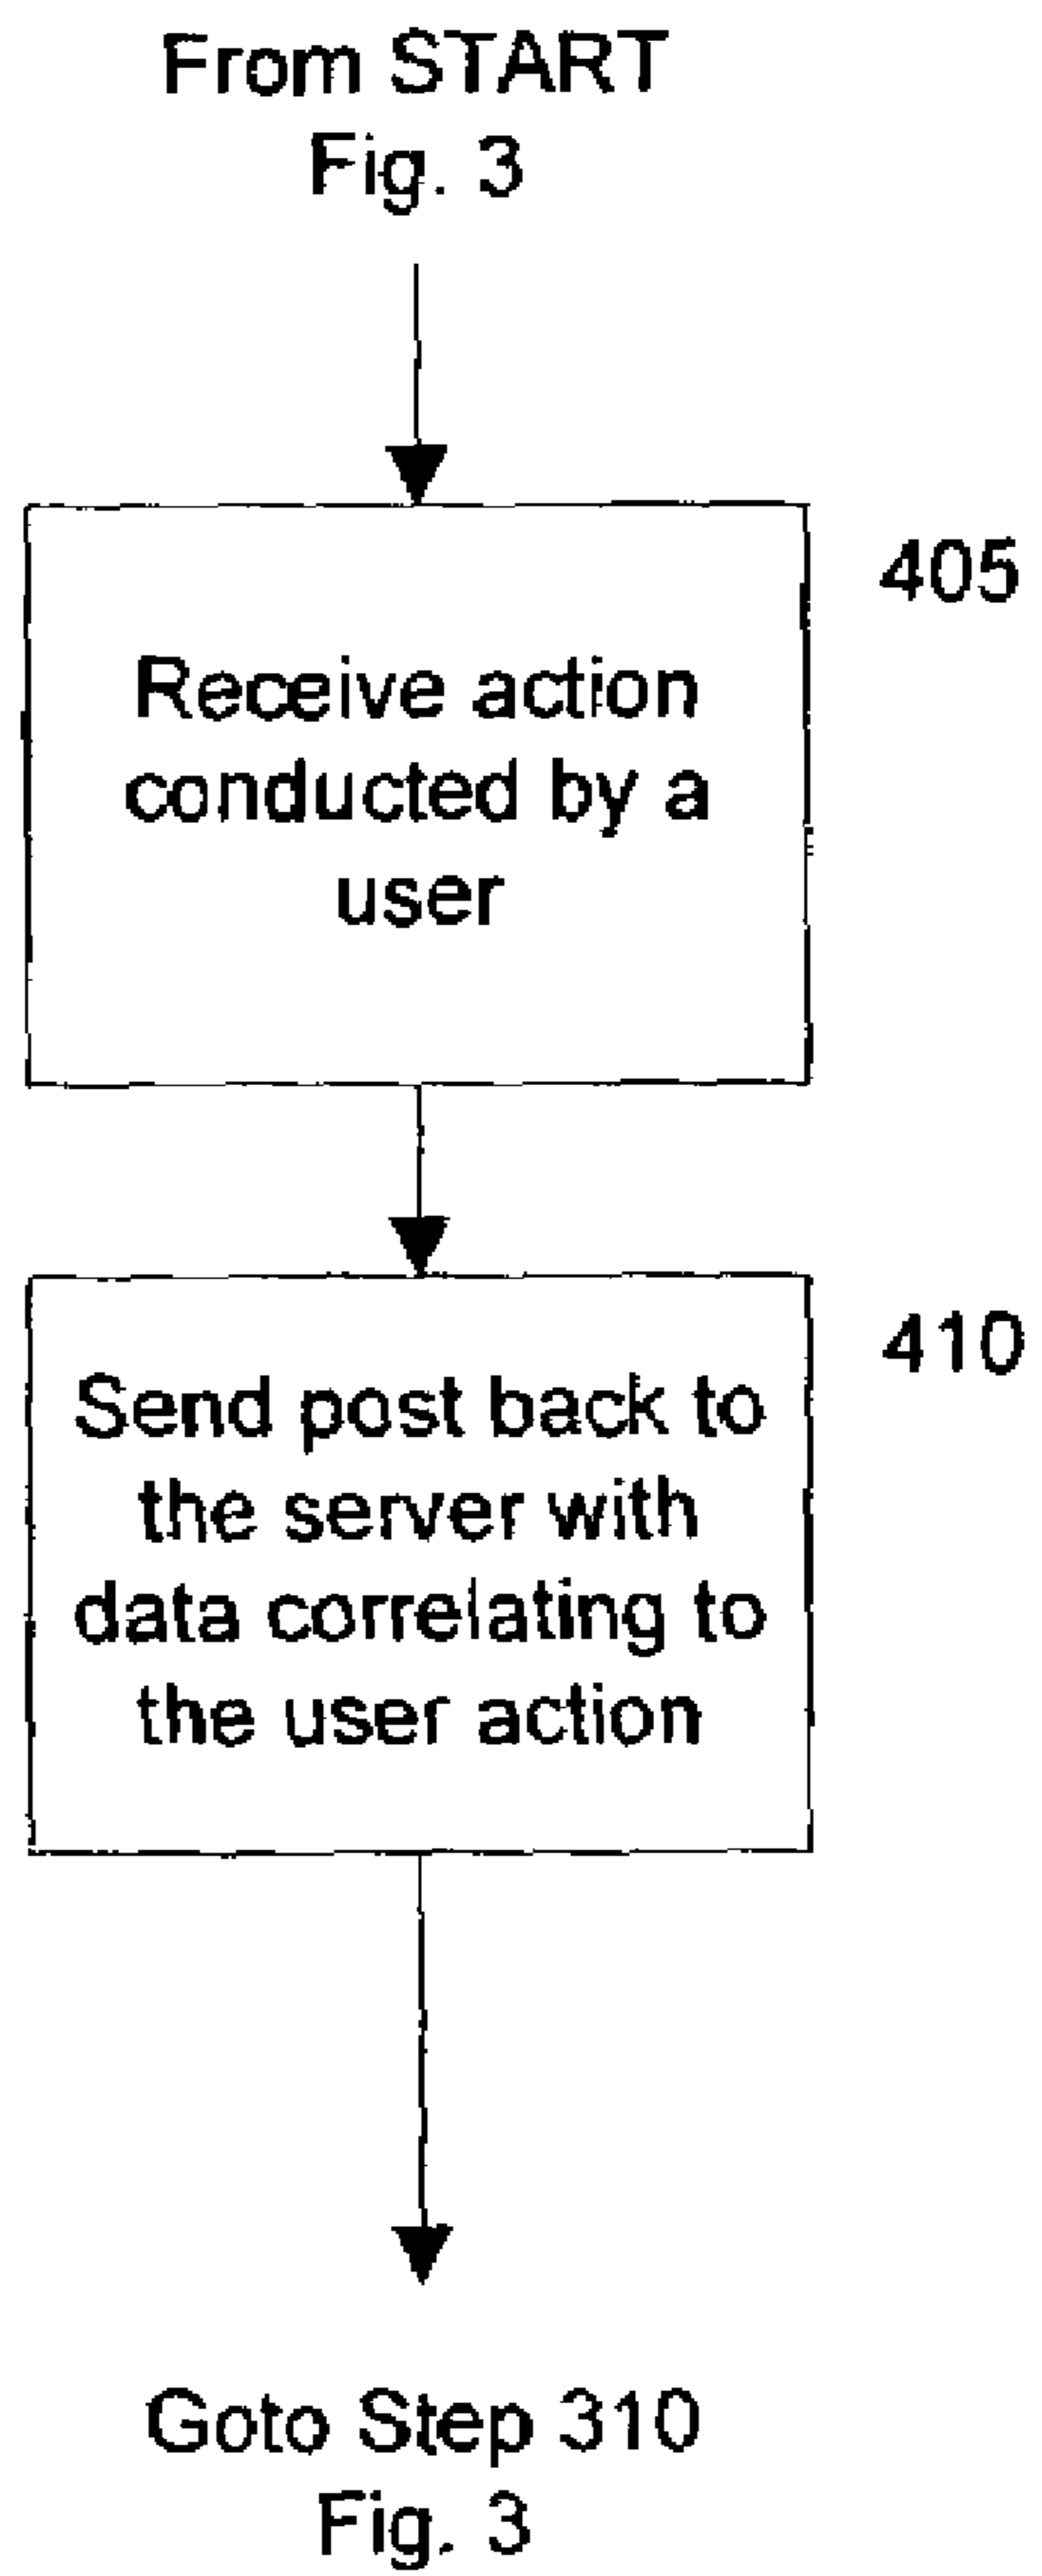 From START
Fig. 3
405
Receive action
conducted by a
user
410
Send post back to
the server with
data correlating to
the user action
Goto Step 310
Fig. 3